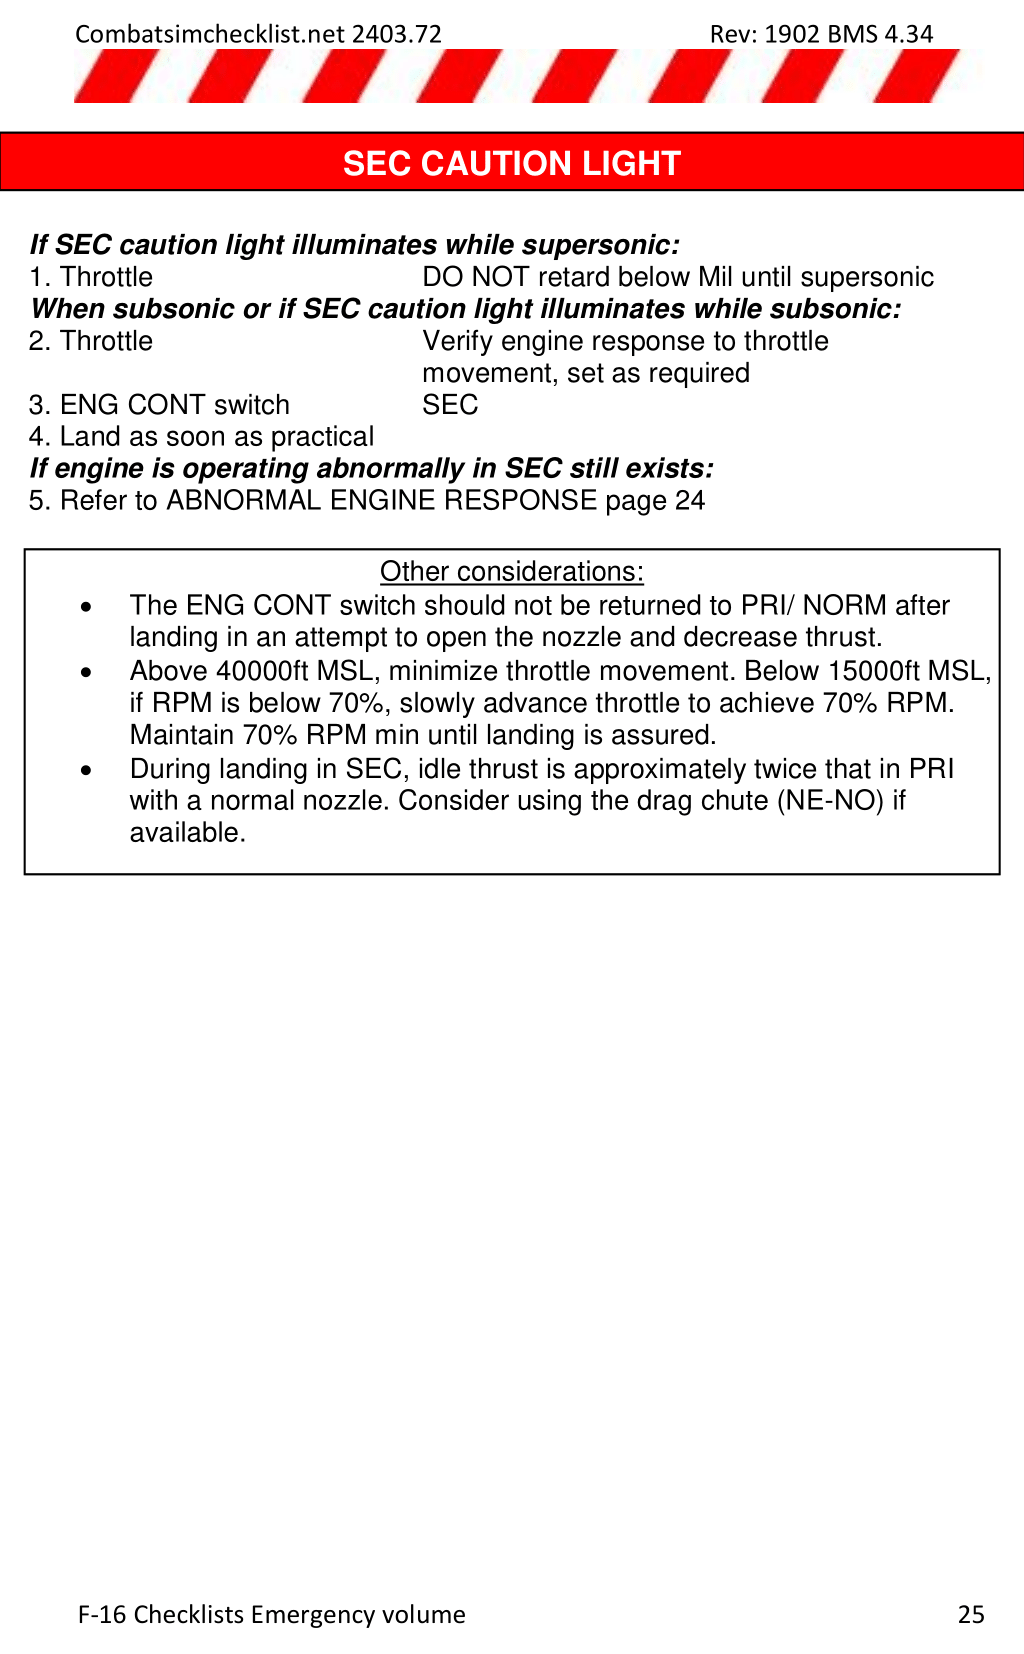 Combatsimchecklist.net 2403.72 Rev: 1902 BMS 4.34
SEC CAUTION LIGHT
If SEC caution light illuminates while supersonic:
1. Throttle DO NOT retard below Mil until supersonic
When subsonic or if SEC caution light illuminates while subsonic:
2. Throttle Verify engine response to throttle
movement, set as required
3. ENG CONT switch SEC
4. Land as soon as practical
If engine is operating abnormally in SEC still exists:
5. Refer to ABNORMAL ENGINE RESPONSE page 24
Other considerations:
• The ENG CONT switch should not be returned to PRI/ NORM after
landing in an attempt to open the nozzle and decrease thrust.
• Above 40000ft MSL, minimize throttle movement. Below 15000ft MSL,
if RPM is below 70%, slowly advance throttle to achieve 70% RPM.
Maintain 70% RPM min until landing is assured.
• During landing in SEC, idle thrust is approximately twice that in PRI
with a normal nozzle. Consider using the drag chute (NE-NO) if
available.
F-16 Checklists Emergency volume 25